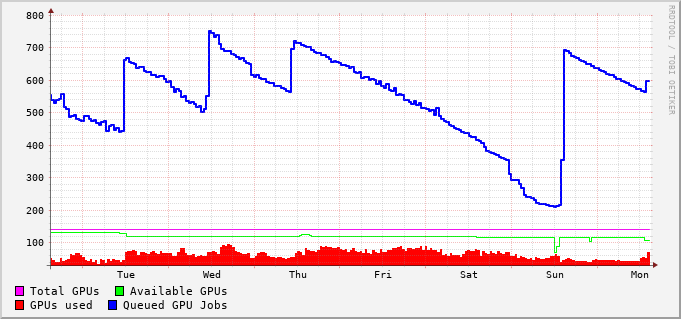 RRDTOOL / TOBI OETIKER
800
700
600
500
400
300
200
100
Tue Wed Thu Fri Sat Sun Mon
Total GPUs Available GPUs
GPUs used Queued GPU Jobs